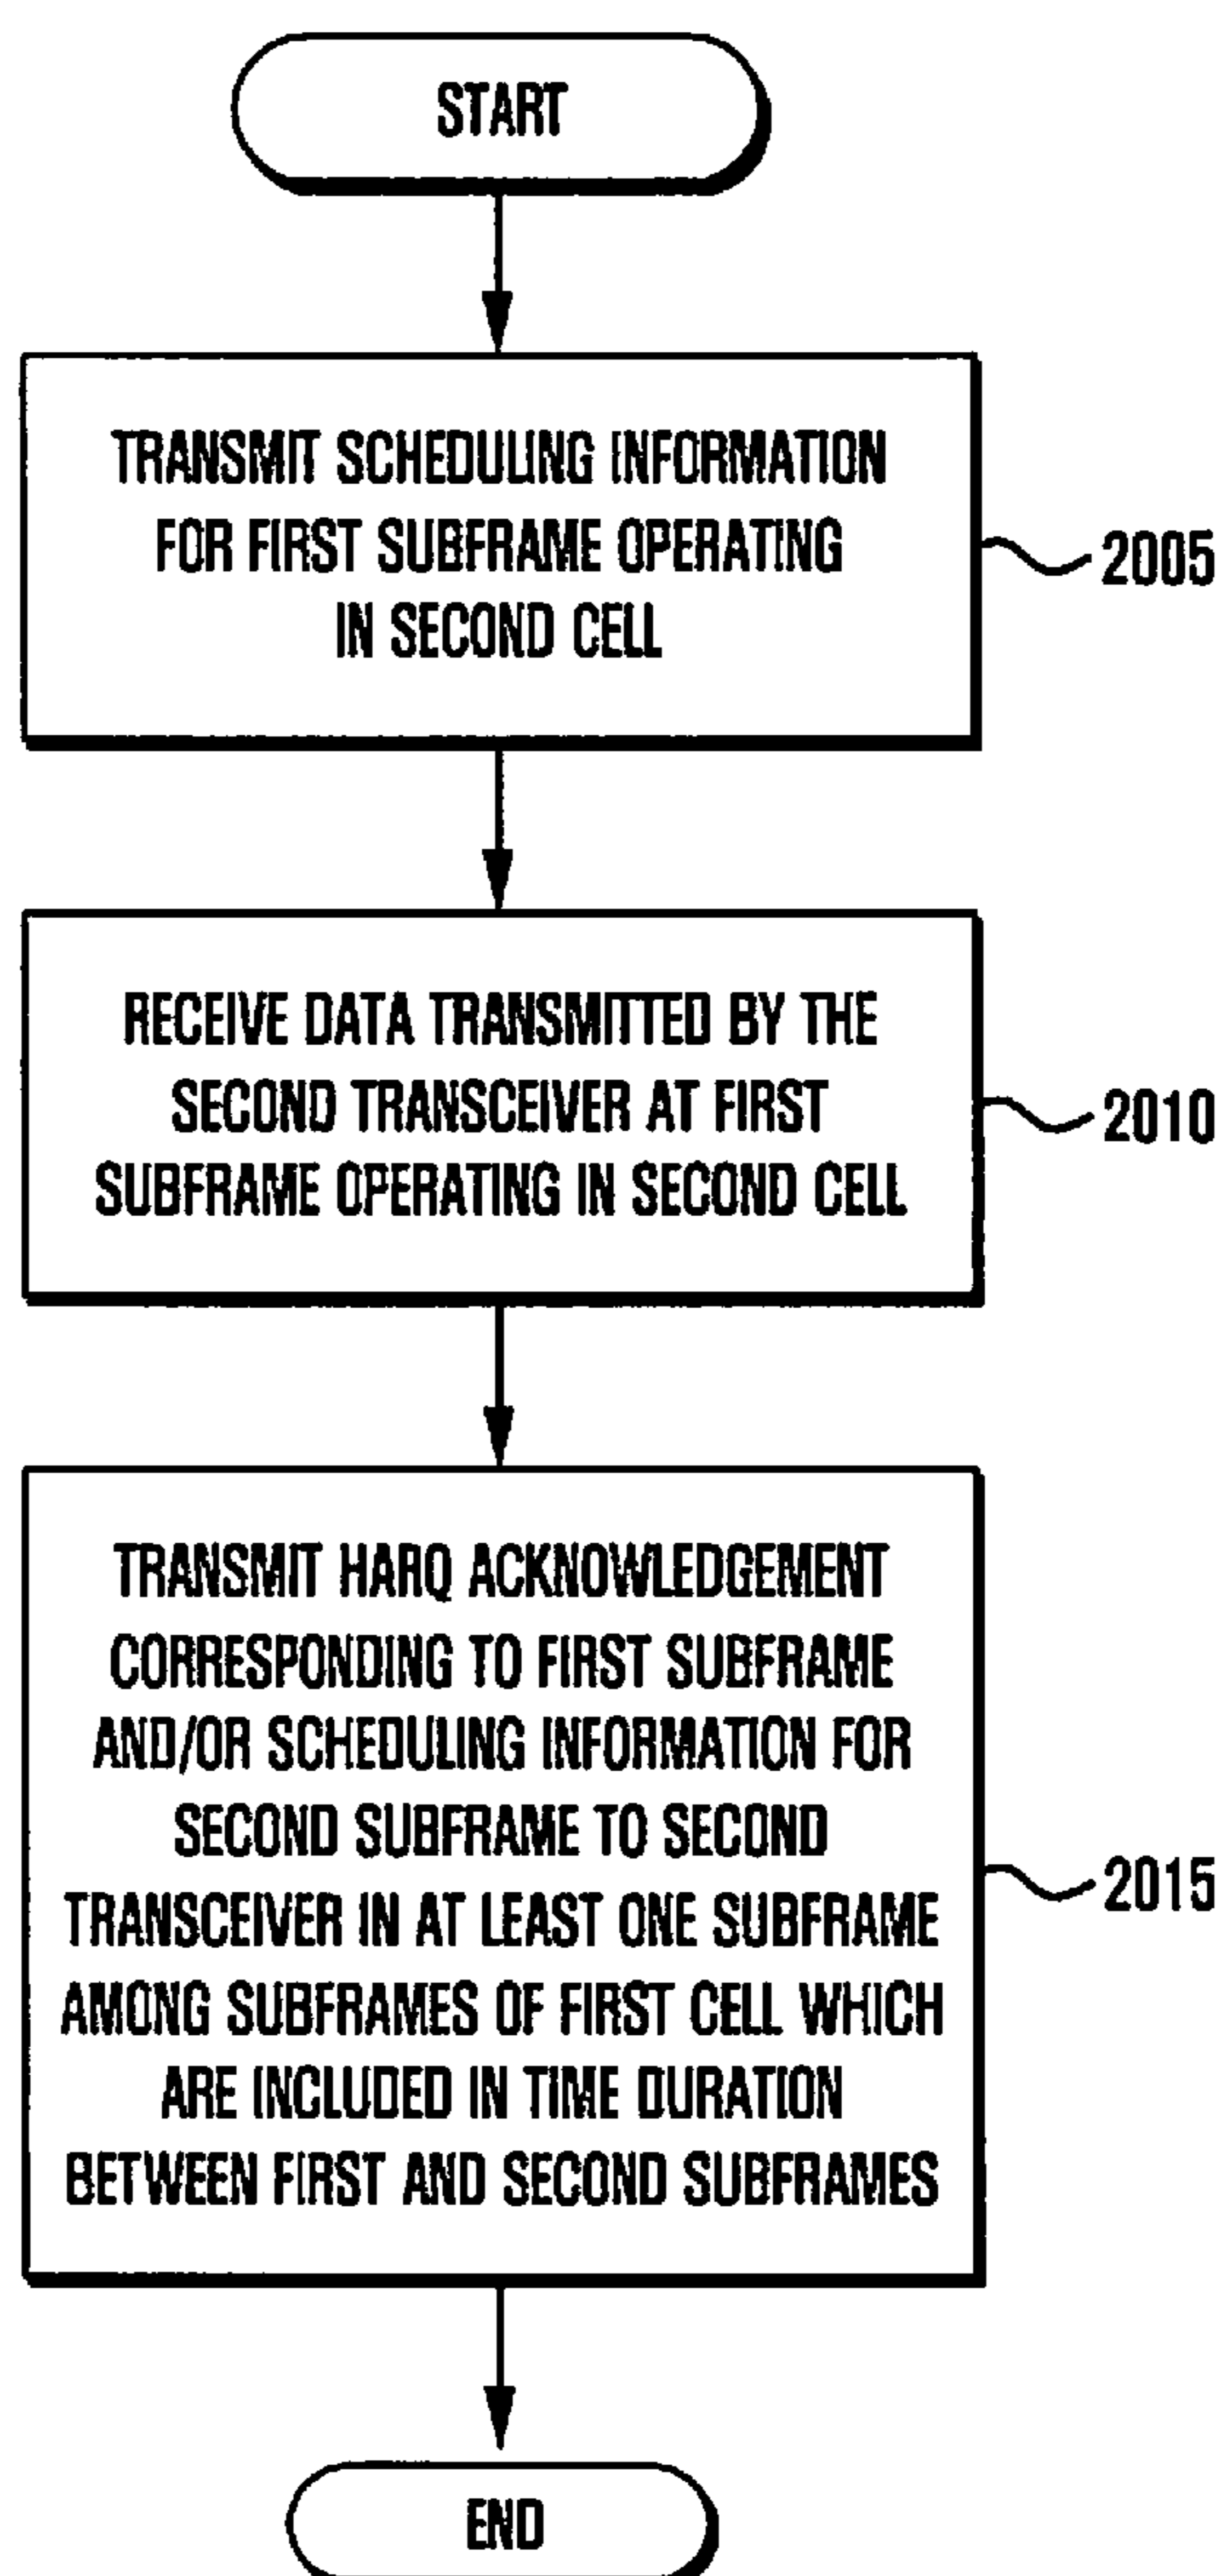 START
TRANSMIT SCHEDULING INFORMATION
FOR FIRST SUBFRAME OPERATING
IN SECOND CELL
2005
RECEIVE DATA TRANSMITTED BY THE
SECOND TRANSCEIVER AT FIRST
SUBFRAME OPERATING IN SECOND CELL
2010
TRANSMIT HARQ ACKNOWLEDGEMENT
CORRESPONDING TO FIRST SUBFRAME
AND/OR SCHEDULING INFORMATION FOR
SECOND SUBFRAME TO SECOND
TRANSCEIVER IN AT LEAST ONE SUBFRAME
AMONG SUBFRAMES OF FIRST CELL WHICH
ARE INCLUDED IN TIME DURATION
BETWEEN FIRST AND SECOND SUBFRAMES
2015
END